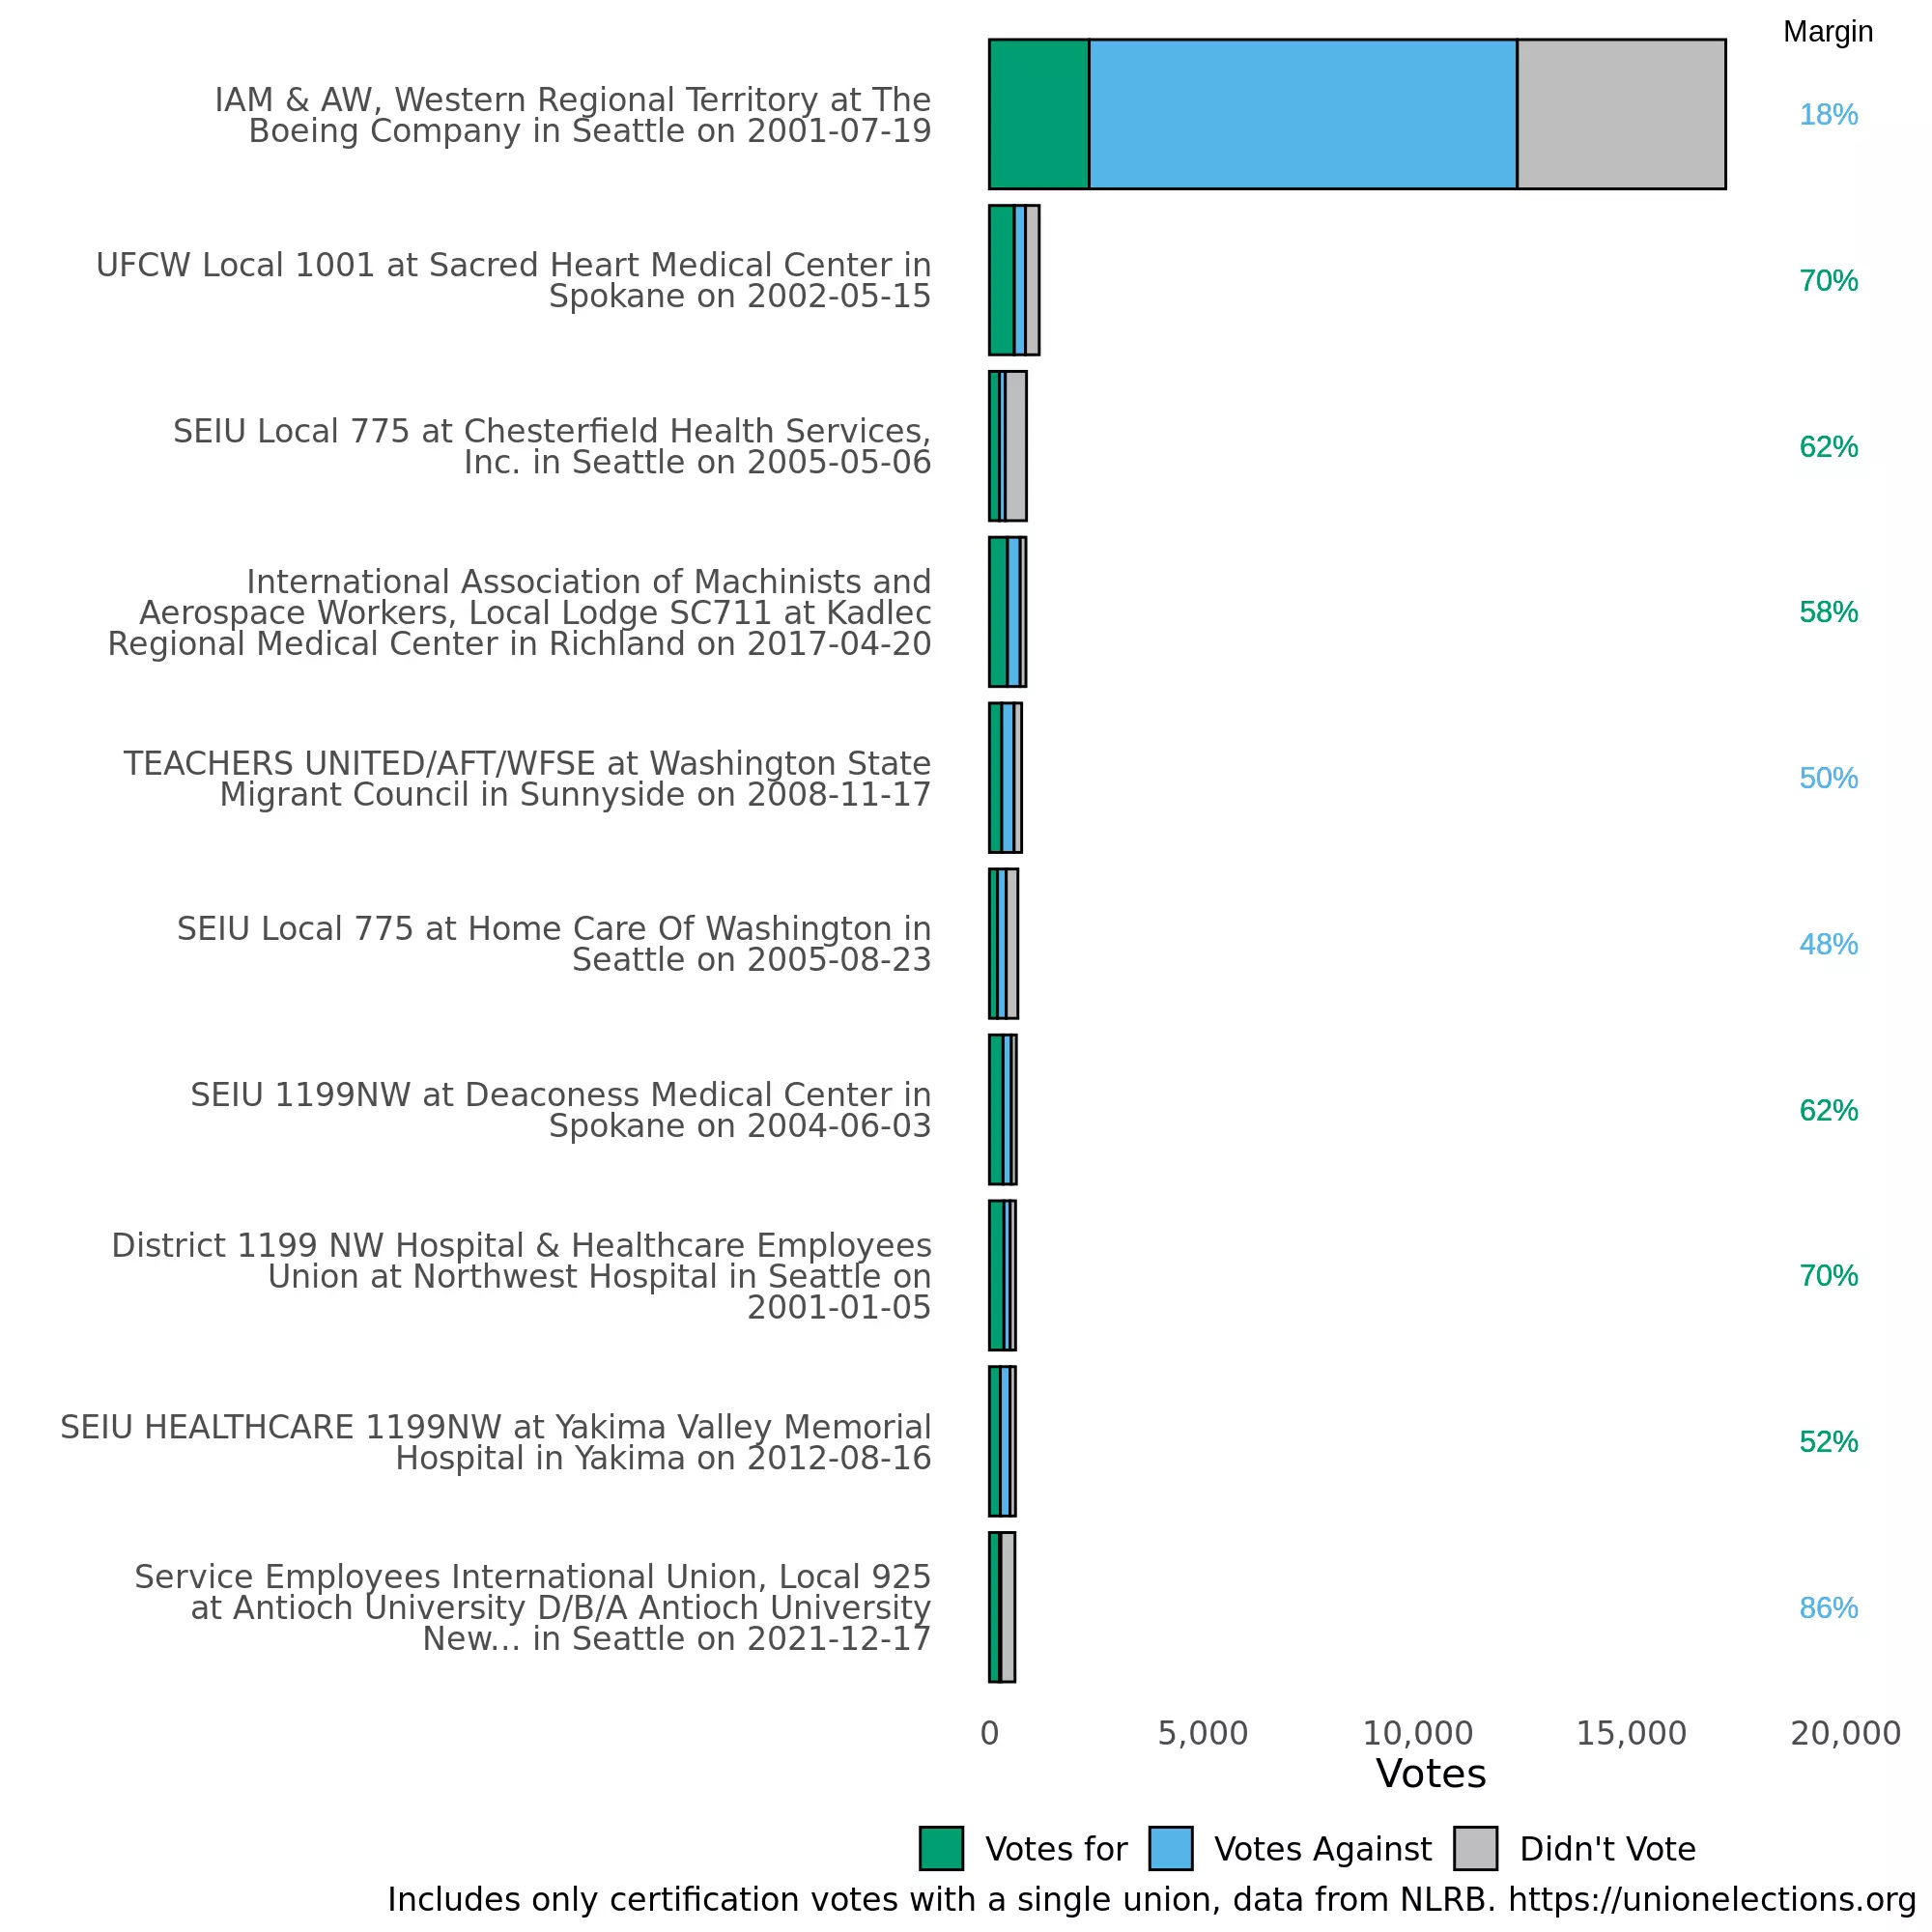 Margin
IAM & AW, Western Regional Territory at The
Boeing Company in Seattle on 2001-07-19
18%
UFCW Local 1001 at Sacred Heart Medical Center in
Spokane on 2002-05-15
70%
SEIU Local 775 at Chesterfield Health Services,
Inc. in Seattle on 2005-05-06
62%
International Association of Machinists and
Aerospace Workers, Local Lodge SC711 at Kadlec
Regional Medical Center in Richland on 2017-04-20
58%
TEACHERS UNITED/AFT/WFSE at Washington State
Migrant Council in Sunnyside on 2008-11-17
50%
SEIU Local 775 at Home Care Of Washington in
Seattle on 2005-08-23
48%
SEIU 1199NW at Deaconess Medical Center in
Spokane on 2004-06-03
62%
District 1199 NW Hospital & Healthcare Employees
Union at Northwest Hospital in Seattle on
2001-01-05
70%
SEIU HEALTHCARE 1199NW at Yakima Valley Memorial
Hospital in Yakima on 2012-08-16
52%
Service Employees International Union, Local 925
at Antioch University D/B/A Antioch University
New... in Seattle on 2021-12-17
86%
0 5,000 10,000 15,000 20,000
Votes
Votes for Votes Against Didn't Vote
Includes only certification votes with a single union, data from NLRB. https://unionelections.org